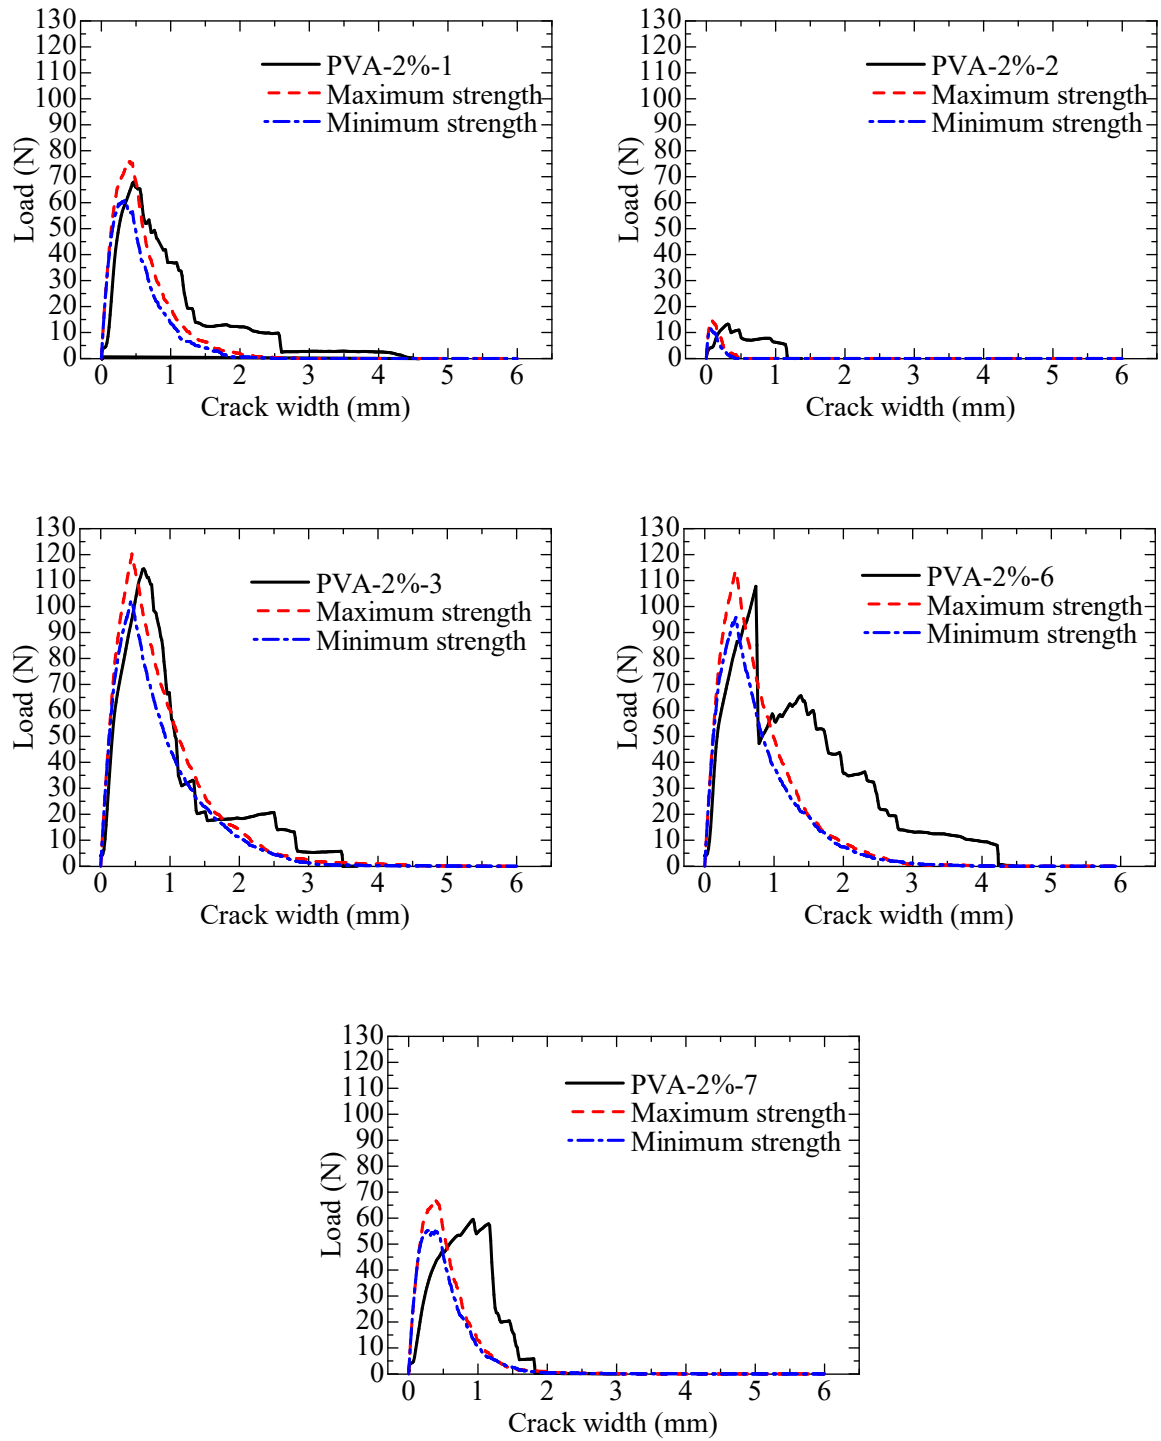 130
120
110
100
90
80
70
60
50
40
30
20
10
0
Load (N)
PVA-2%-1
Maximum strength
Minimum strength
0 1 2 3 4 5 6
Crack width (mm)
130
120
110
100
90
80
70
60
50
40
30
20
10
0
Load (N)
PVA-2%-2
Maximum strength
Minimum strength
0 1 2 3 4 5 6
Crack width (mm)
130
120
110
100
90
80
70
60
50
40
30
20
10
0
Load (N)
PVA-2%-3
Maximum strength
Minimum strength
0 1 2 3 4 5 6
Crack width (mm)
130
120
110
100
90
80
70
60
50
40
30
20
10
0
Load (N)
PVA-2%-6
Maximum strength
Minimum strength
0 1 2 3 4 5 6
Crack width (mm)
130
120
110
100
90
80
70
60
50
40
30
20
10
0
Load (N)
PVA-2%-7
Maximum strength
Minimum strength
0 1 2 3 4 5 6
Crack width (mm)